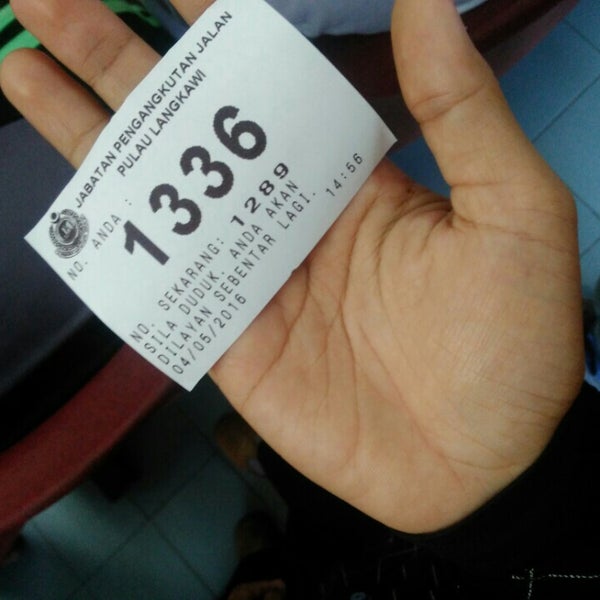 JABATAN PENGANGKUTAN JALAN
PULAU LANGKAWI
NO. ANDA :
1336
NO. SEKARANG: 1289
SILA DUDUK. ANDA AKAN
DILAYAN SEBENTAR LAGI.
04/05/2016 14:56